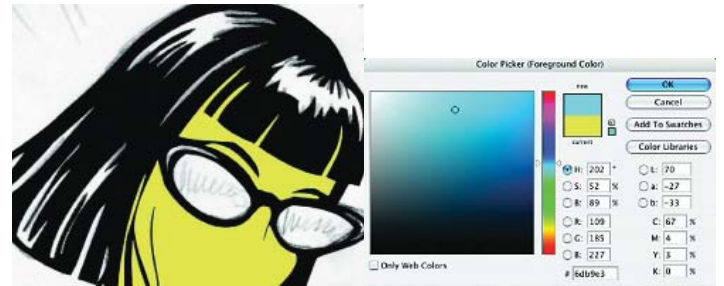 Color Picker (Foreground Color)
new
current
OK
Cancel
Add To Swatches
Color Libraries
H: 202 °
S: 52 %
B: 89 %
R: 109
G: 185
B: 227
# 6db9e3
L: 70
a: -27
b: -33
C: 67 %
M: 4 %
Y: 3 %
K: 0 %
Only Web Colors